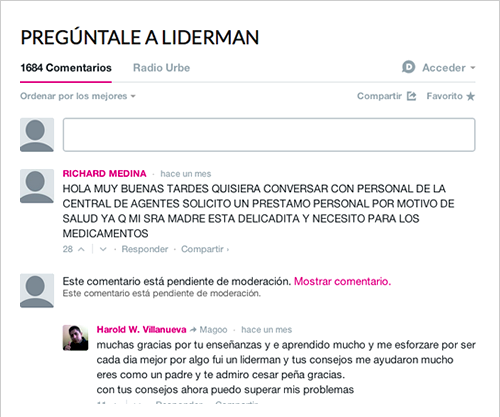 PREGÚNTALE A LIDERMAN
1684 Comentarios Radio Urbe Acceder
Ordenar por los mejores Compartir Favorito
RICHARD MEDINA · hace un mes
HOLA MUY BUENAS TARDES QUISIERA CONVERSAR CON PERSONAL DE LA
CENTRAL DE AGENTES SOLICITO UN PRESTAMO PERSONAL POR MOTIVO DE
SALUD YA Q MI SRA MADRE ESTA DELICADITA Y NECESITO PARA LOS
MEDICAMENTOS
28 · Responder · Compartir ›
Este comentario está pendiente de moderación. Mostrar comentario.
Este comentario está pendiente de moderación.
Harold W. Villanueva Magoo · hace un mes
muchas gracias por tu enseñanzas y e aprendido mucho y me esforzare por ser
cada dia mejor por algo fui un liderman y tus consejos me ayudaron mucho
eres como un padre y te admiro cesar peña gracias.
con tus consejos ahora puedo superar mis problemas
Responder · Compartir ›